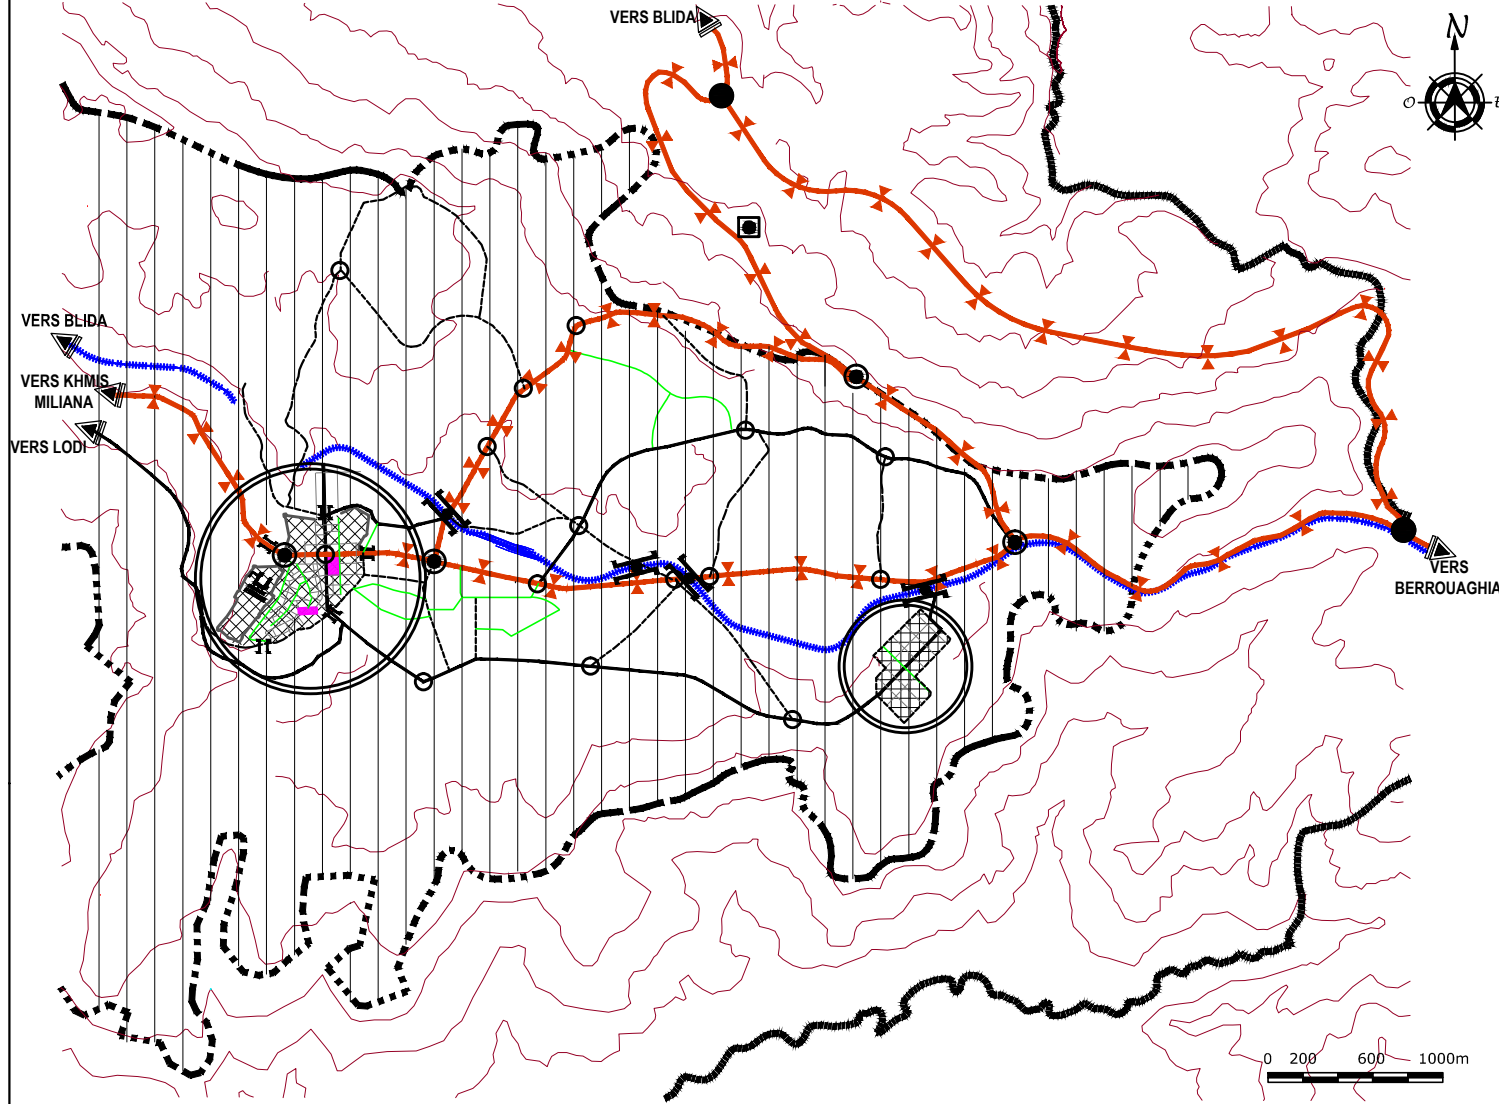 VERS BLIDA
N
O
E
VERS BLIDA
VERS KHMIS
MILIANA
VERS LODI
VERS
BERROUAGHIA
0 200 600 1000m